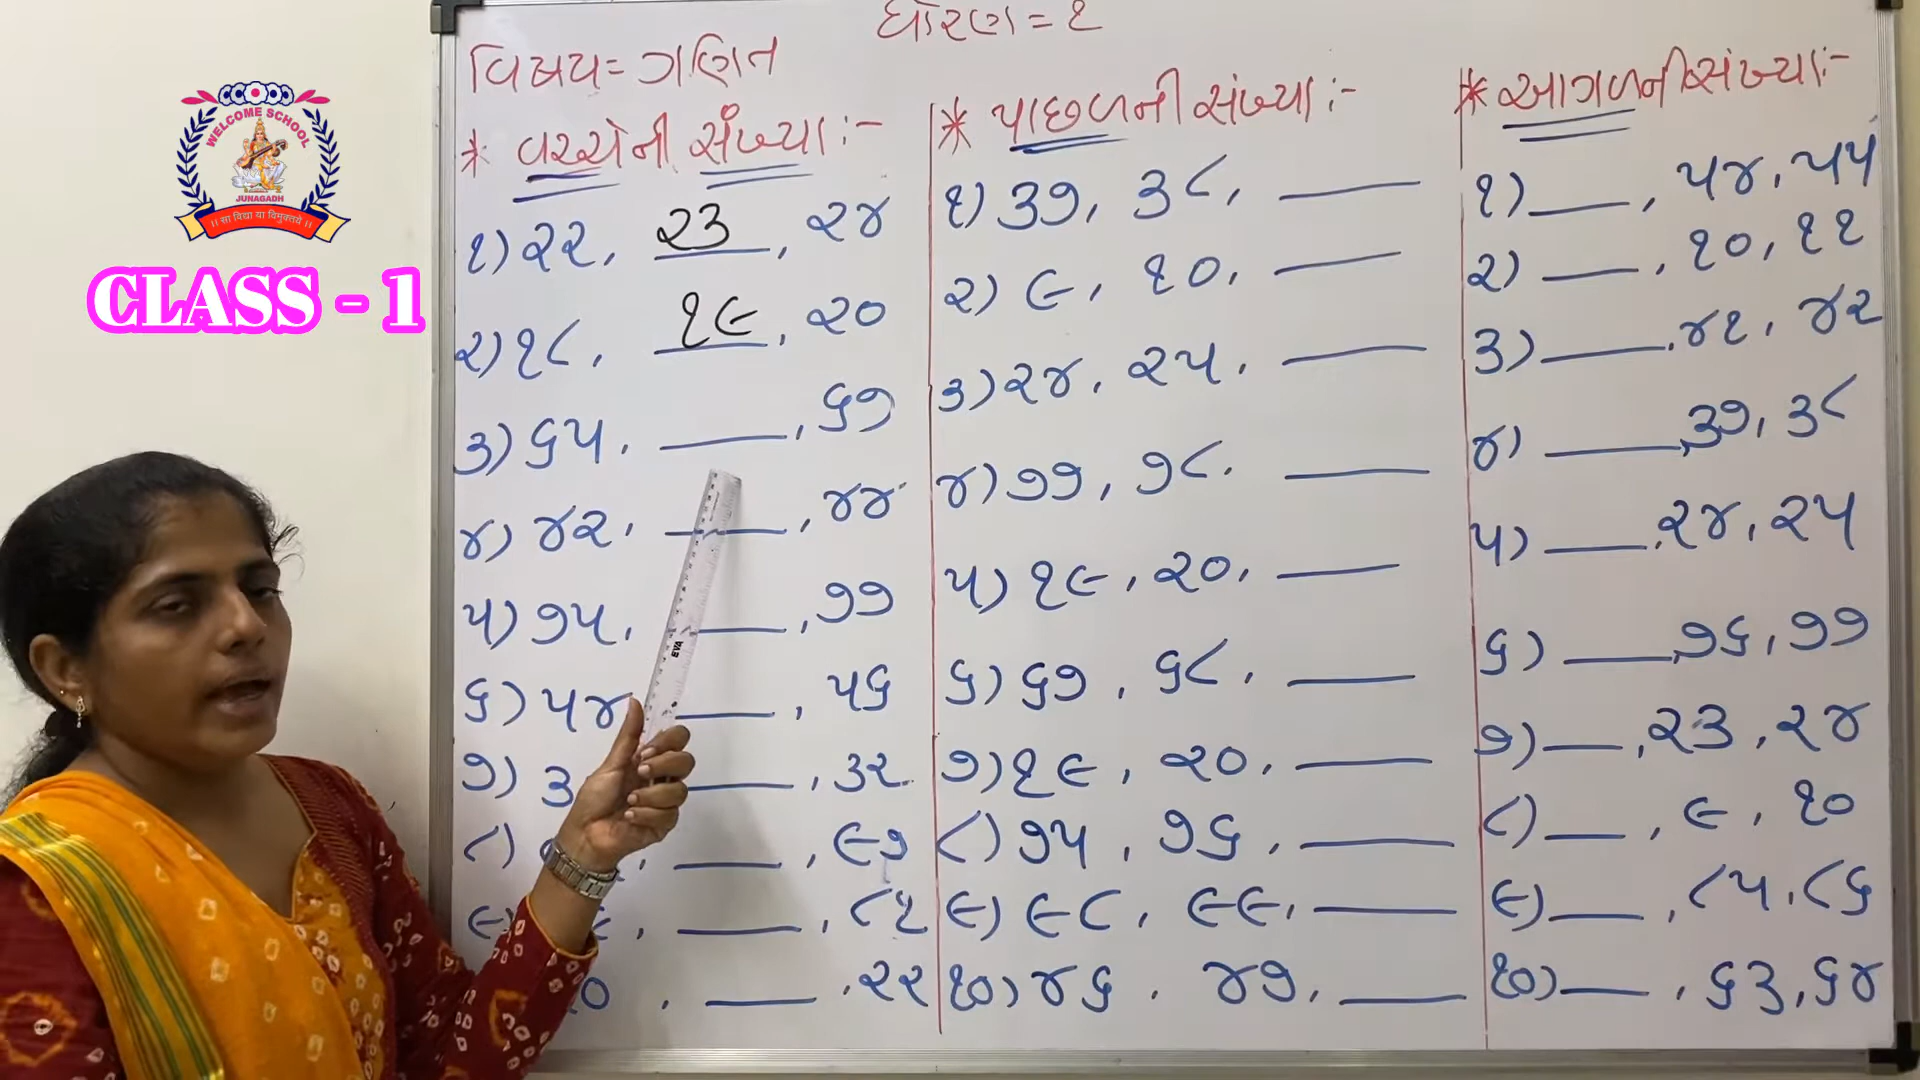 WELCOME SCHOOL
JUNAGADH
॥ सा विद्या या विमुक्तये ॥
CLASS - 1
ધોરણ = ૧
વિષય = ગણિત
* વચ્ચેની સંખ્યા :-
૧) ૨૨, ૨૩, ૨૪
૨) ૧૮, ૧૯, ૨૦
૩) ૬૫, ____, ૬૭
૪) ૪૨, ____, ૪૪
૫) ૭૫, ____, ૭૭
૬) ૫૪ ____, ૫૬
૭) ૩ ____, ૩૨
૮) ____, ૯૭
૯) , ____, ૮૧
૦ , ____, ૨૨
* પાછળની સંખ્યા :-
૧) ૩૭, ૩૮, ____
૨) ૯, ૧૦, ____
૩) ૨૪, ૨૫, ____
૪) ૭૭, ૭૮, ____
૫) ૧૯, ૨૦, ____
૬) ૬૭, ૬૮, ____
૭) ૧૯, ૨૦, ____
૮) ૭૫, ૭૬, ____
૯) ૯૮, ૯૯, ____
૧૦) ૪૬, ૪૭, ____
* આગળની સંખ્યા :-
૧) ____, ૫૪, ૫૫
૨) ____, ૧૦, ૧૧
૩) ____, ૪૧, ૪૨
૪) ____, ૩૭, ૩૮
૫) ____, ૨૪, ૨૫
૬) ____, ૭૬, ૭૭
૭) ____, ૨૩, ૨૪
૮) ____, ૯, ૧૦
૯) ____, ૮૫, ૮૬
૧૦) ____, ૬૩, ૬૪
EVA